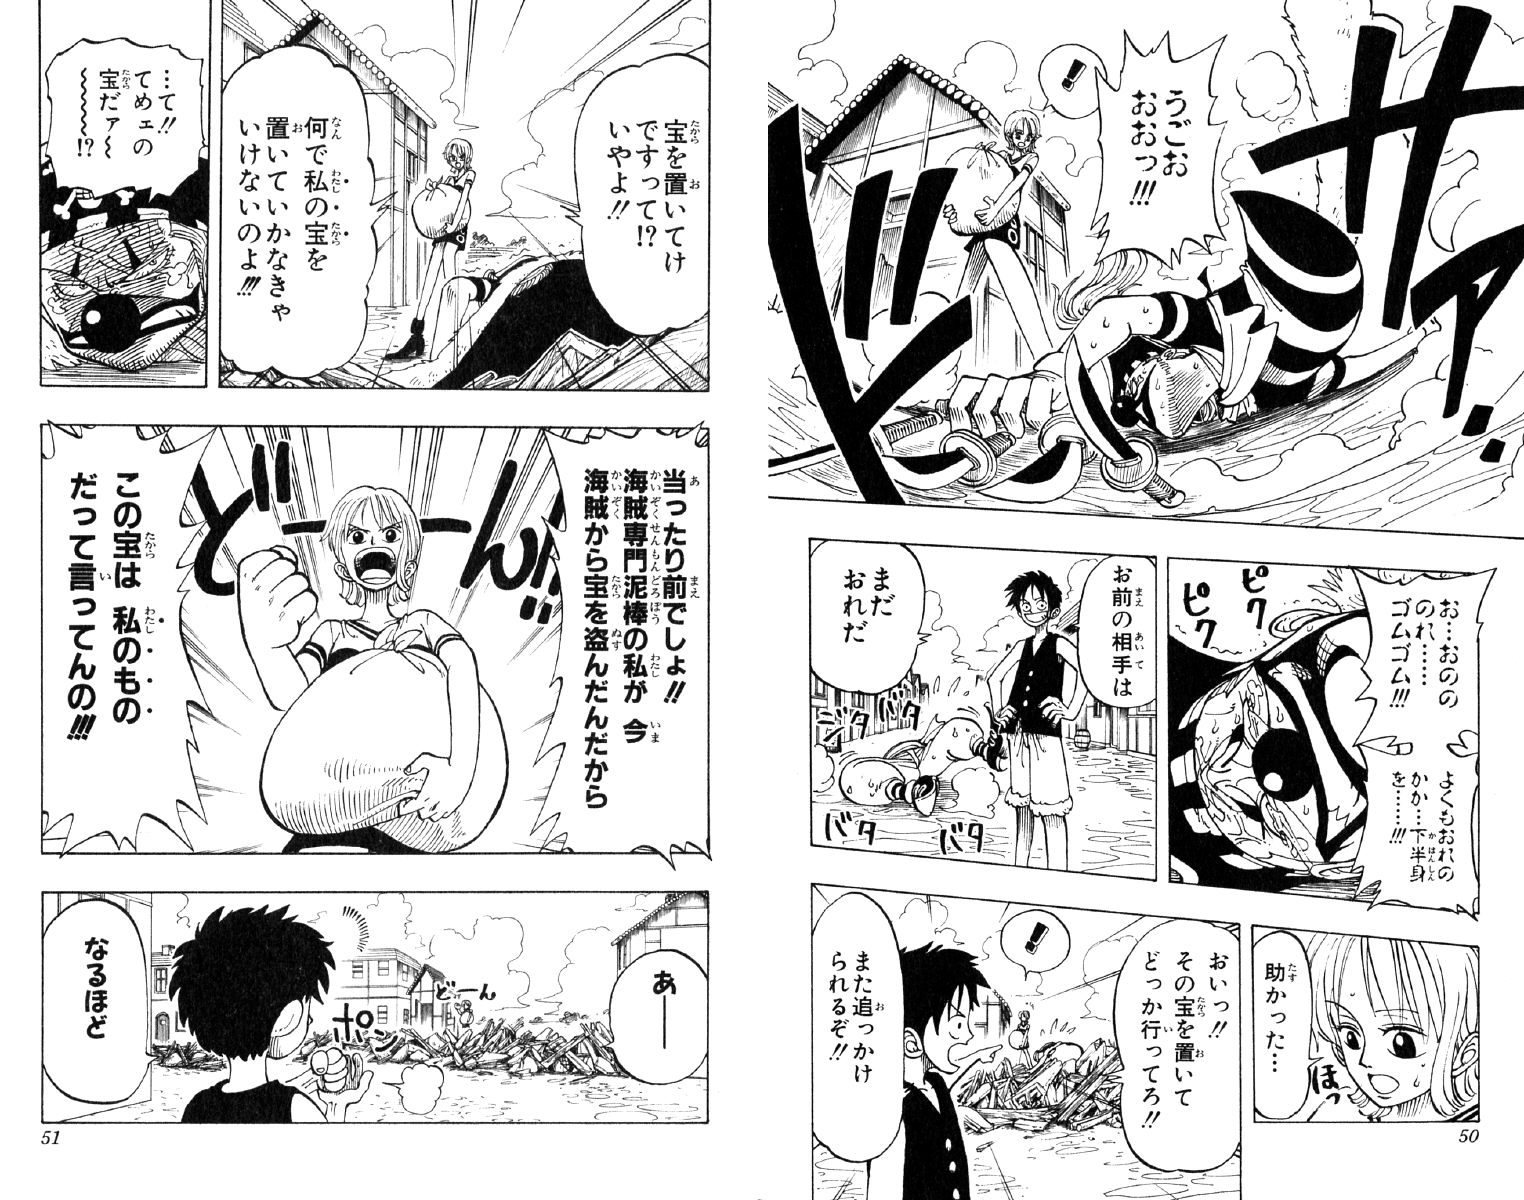 うごお
おおっ!!!
!
ズザァ
お…おのの
のれ……
ゴムゴム!!!
よくもおれの
かか…下半身
を……!!!
ピク
ピク
お前の相手は
まだ
おれだ
バタ
ジタ
バタ
バタ
助かった…
ほっ
おいっ!!
その宝を置いて
どっか行ってろ!!
!
また追っかけ
られるぞ!!
50
宝を置いてけ
ですって!?
いやよ!!
何で私の宝を
置いていかなきゃ
いけないのよ!!!
…て!!
てめェの
宝だァ〜
〜〜〜〜!?
当ったり前でしょ!!
海賊専門泥棒の私が 今
海賊から宝を盗んだんだから
どーーん!!
この宝は 私のもの
だって言ってんの!!!
あー
どーん
ポン
なるほど
51